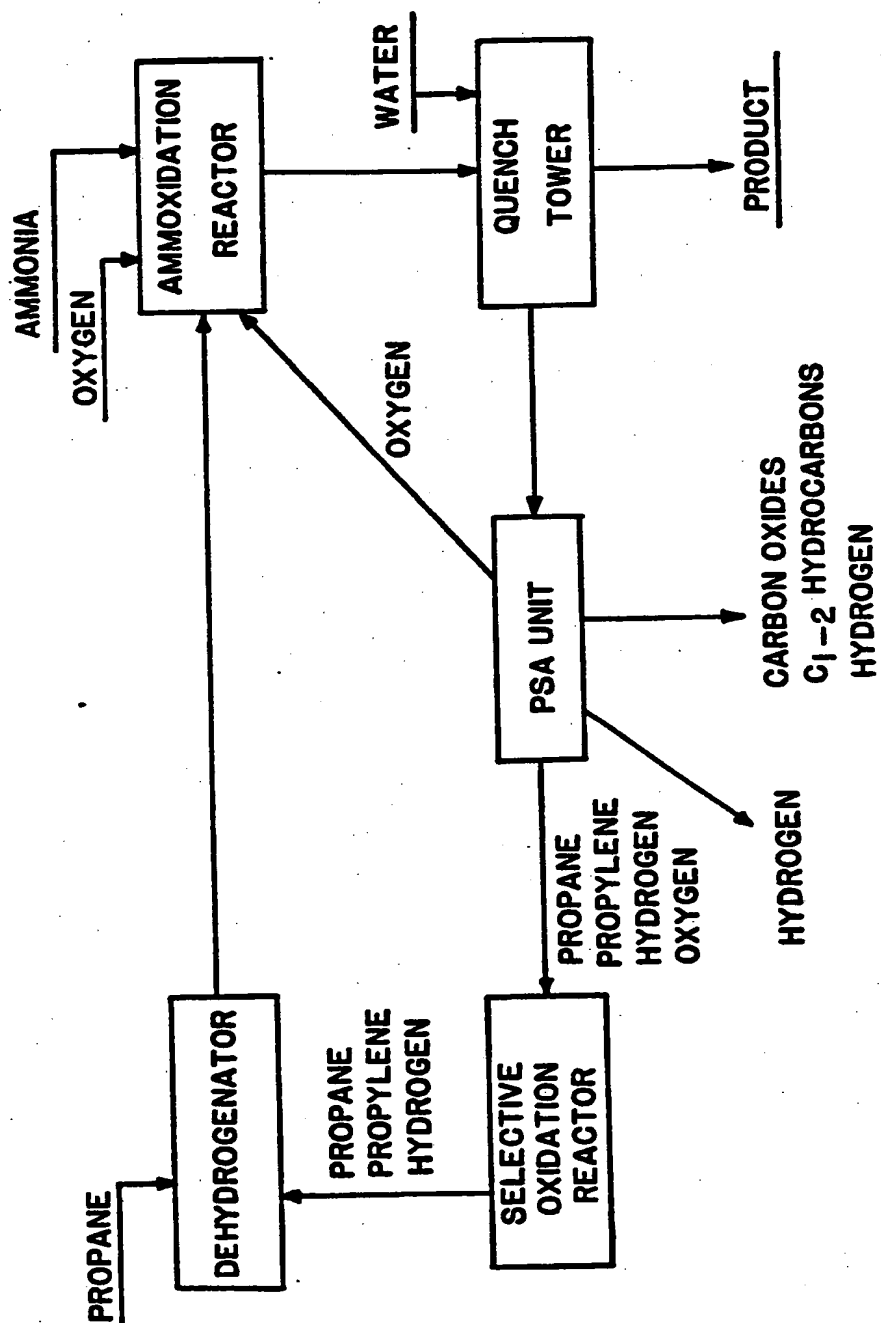 PROPANE
DEHYDROGENATOR
PROPANE
PROPYLENE
HYDROGEN
SELECTIVE
OXIDATION
REACTOR
AMMONIA
OXYGEN
AMMOXIDATION
REACTOR
OXYGEN
PROPANE
PROPYLENE
HYDROGEN
OXYGEN
PSA UNIT
WATER
QUENCH
TOWER
HYDROGEN
CARBON OXIDES
C1-2 HYDROCARBONS
HYDROGEN
PRODUCT